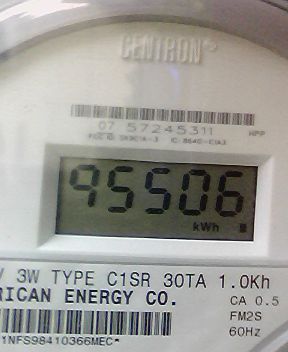 CENTRON®
07 57245311 HPP
95506
kWh
V 3W TYPE C1SR 30TA 1.0Kh
RICAN ENERGY CO. CA 0.5
FM2S
1NFS98410366MEC* 60Hz